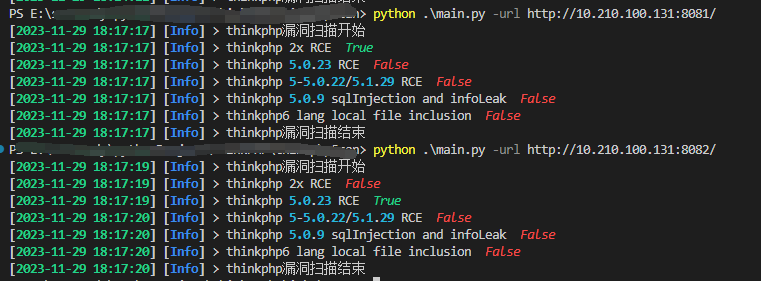 PS E:\ python .\main.py -url http://10.210.100.131:8081/
[2023-11-29 18:17:17] [Info] > thinkphp漏洞扫描开始
[2023-11-29 18:17:17] [Info] > thinkphp 2x RCE True
[2023-11-29 18:17:17] [Info] > thinkphp 5.0.23 RCE False
[2023-11-29 18:17:17] [Info] > thinkphp 5-5.0.22/5.1.29 RCE False
[2023-11-29 18:17:17] [Info] > thinkphp 5.0.9 sqlInjection and infoLeak False
[2023-11-29 18:17:17] [Info] > thinkphp6 lang local file inclusion False
[2023-11-29 18:17:17] [Info] > thinkphp漏洞扫描结束
> python .\main.py -url http://10.210.100.131:8082/
[2023-11-29 18:17:19] [Info] > thinkphp漏洞扫描开始
[2023-11-29 18:17:19] [Info] > thinkphp 2x RCE False
[2023-11-29 18:17:19] [Info] > thinkphp 5.0.23 RCE True
[2023-11-29 18:17:20] [Info] > thinkphp 5-5.0.22/5.1.29 RCE False
[2023-11-29 18:17:20] [Info] > thinkphp 5.0.9 sqlInjection and infoLeak False
[2023-11-29 18:17:20] [Info] > thinkphp6 lang local file inclusion False
[2023-11-29 18:17:20] [Info] > thinkphp漏洞扫描结束